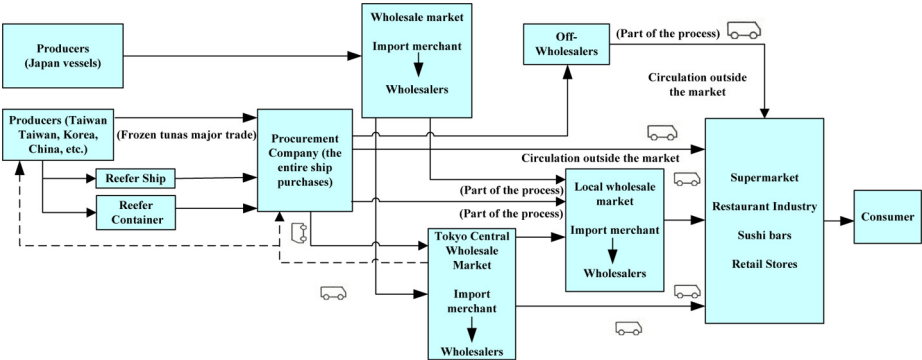 Producers
(Japan vessels)
Wholesale market
Import merchant
Wholesalers
Off-
Wholesalers
(Part of the process)
Circulation outside
the market
Producers (Taiwan
Taiwan, Korea,
China, etc.)
(Frozen tunas major trade)
Reefer Ship
Reefer
Container
Procurement
Company (the
entire ship
purchases)
Circulation outside the market
(Part of the process)
(Part of the process)
Local wholesale
market
Import merchant
Wholesalers
Tokyo Central
Wholesale
Market
Import
merchant
Wholesalers
Supermarket
Restaurant Industry
Sushi bars
Retail Stores
Consumer